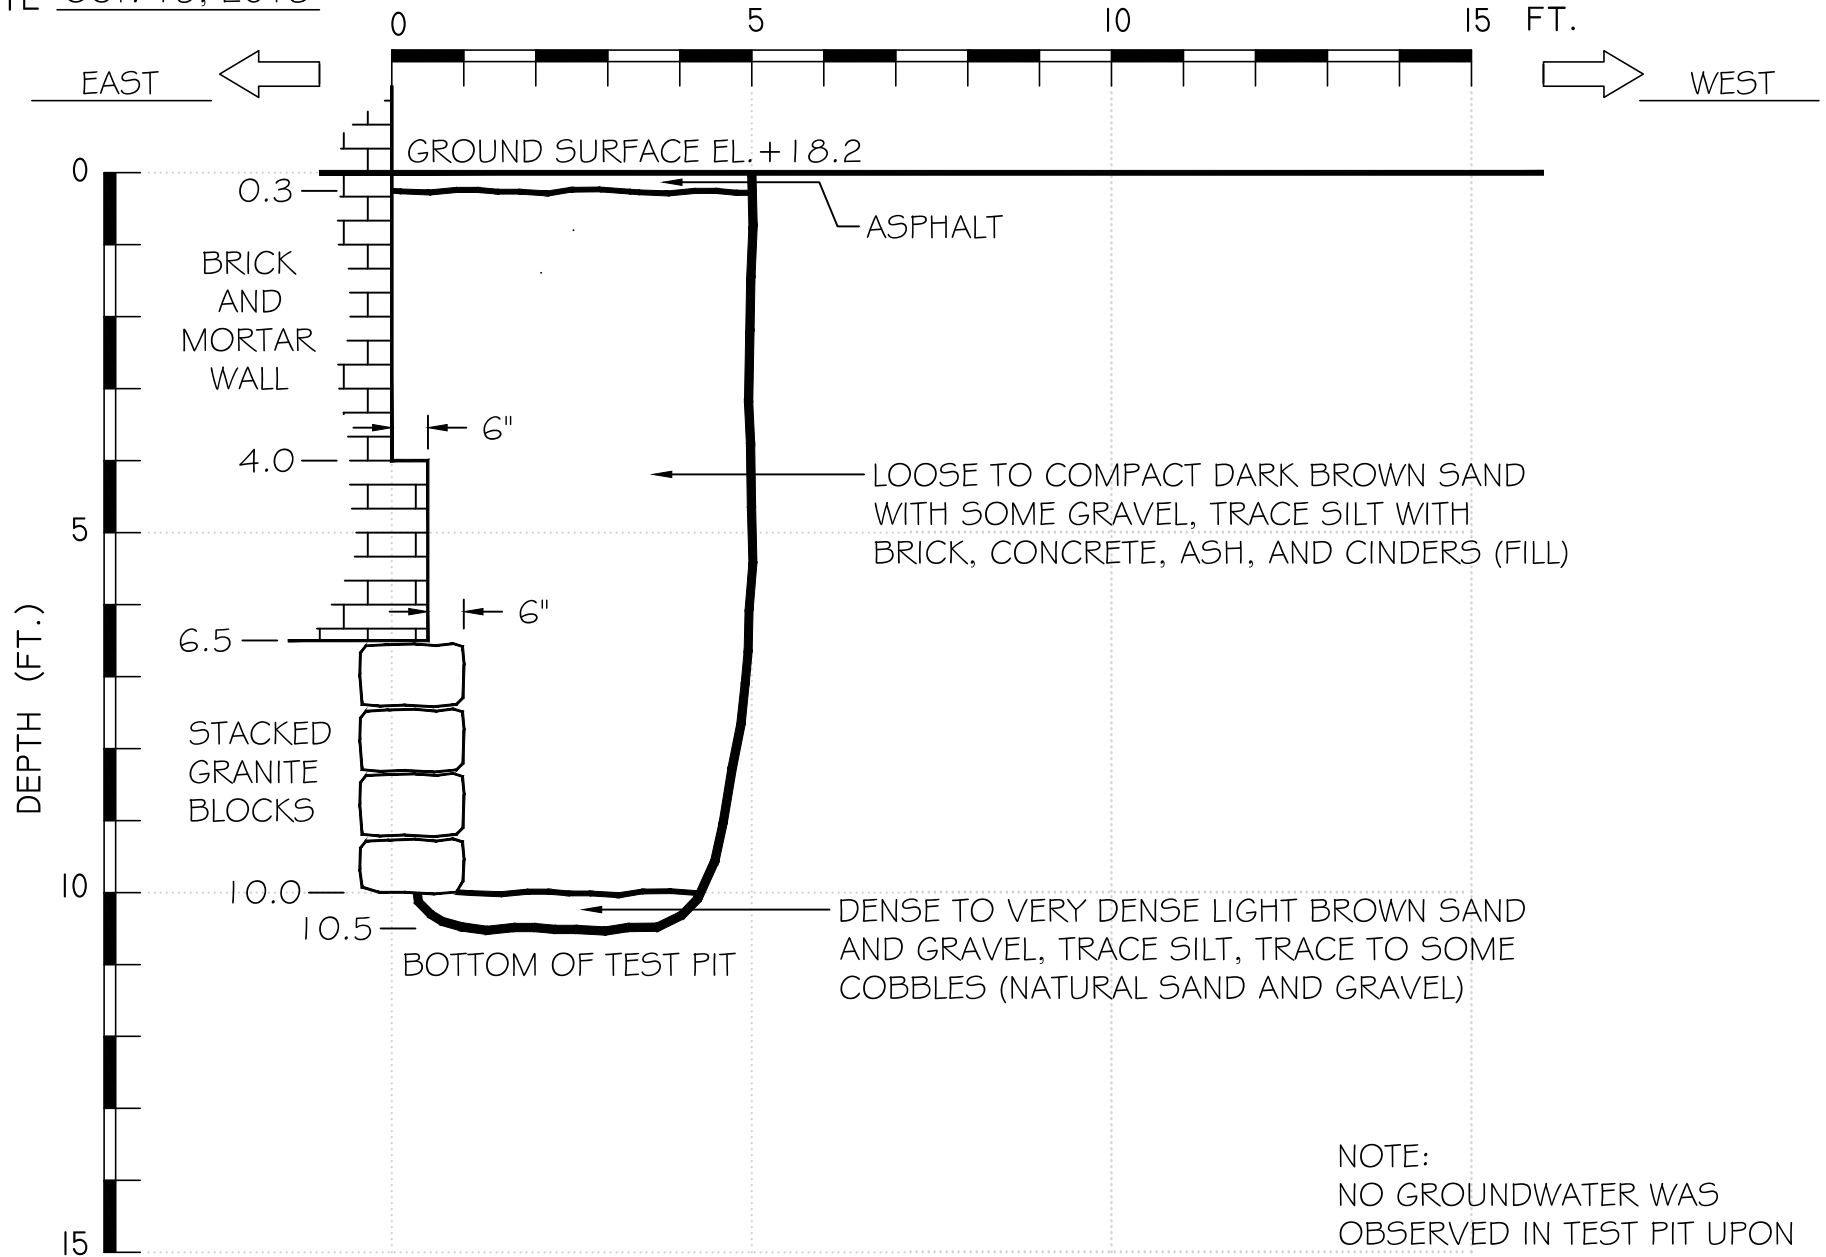 0 5 10 15 FT.
EAST WEST
GROUND SURFACE EL.+18.2
0
0.3
ASPHALT
BRICK
AND
MORTAR
WALL
6"
4.0
LOOSE TO COMPACT DARK BROWN SAND
WITH SOME GRAVEL, TRACE SILT WITH
BRICK, CONCRETE, ASH, AND CINDERS (FILL)
5
6"
6.5
DEPTH (FT.)
STACKED
GRANITE
BLOCKS
10
10.0
10.5
DENSE TO VERY DENSE LIGHT BROWN SAND
AND GRAVEL, TRACE SILT, TRACE TO SOME
COBBLES (NATURAL SAND AND GRAVEL)
BOTTOM OF TEST PIT
NOTE:
NO GROUNDWATER WAS
OBSERVED IN TEST PIT UPON
15